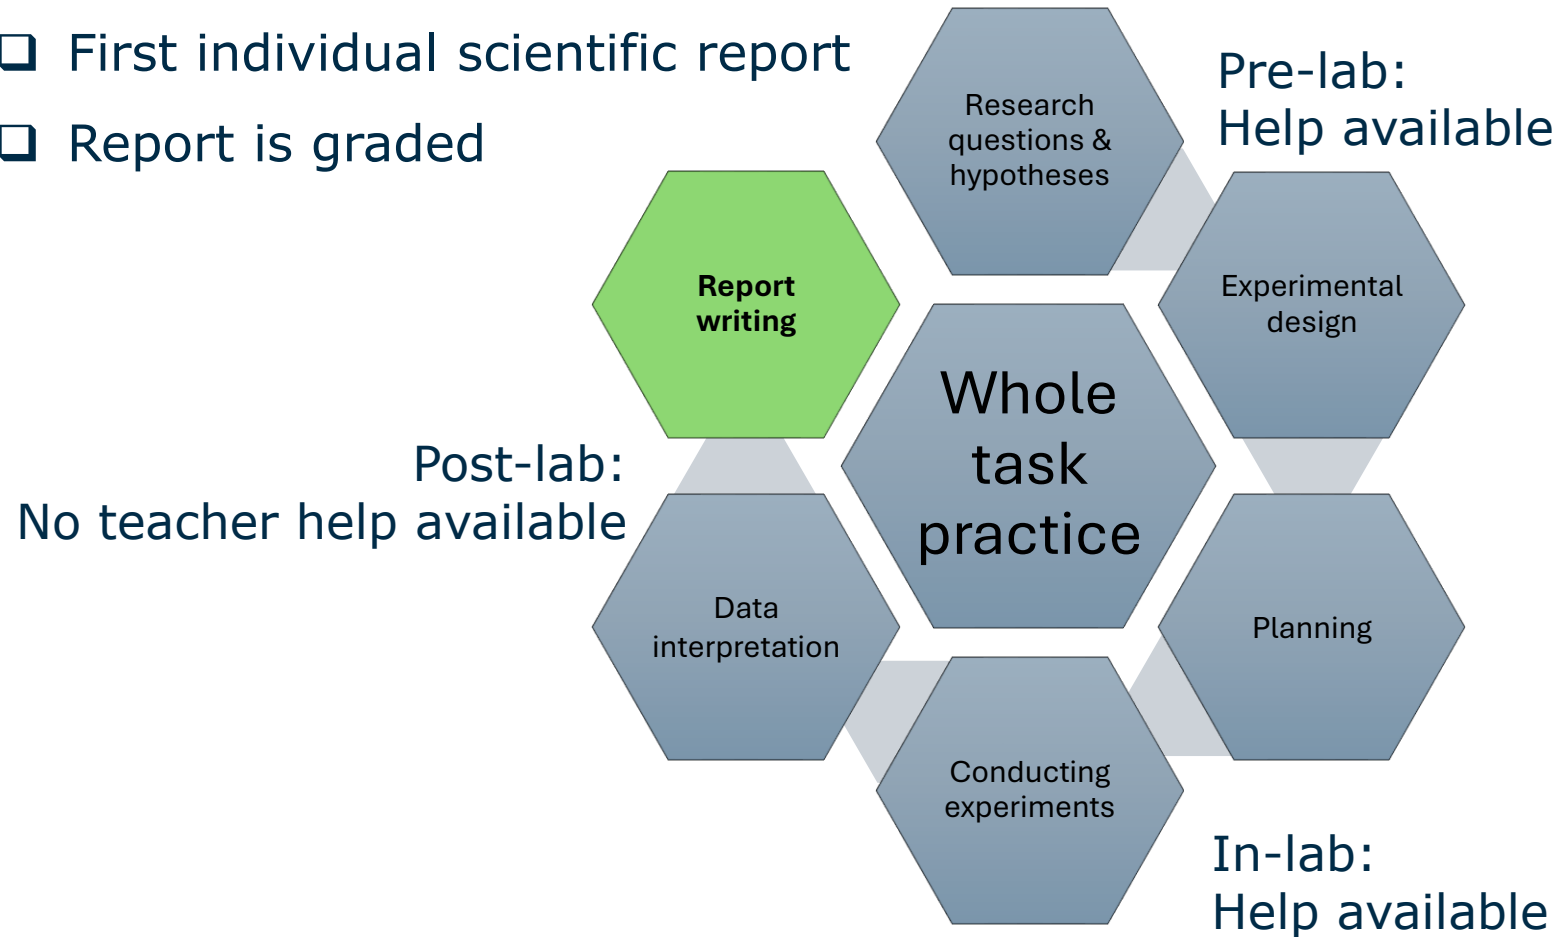 ❑ First individual scientific report
❑ Report is graded
Research
questions &
hypotheses
Pre-lab:
Help available
Report
writing
Experimental
design
Whole
task
practice
Post-lab:
No teacher help available
Data
interpretation
Planning
Conducting
experiments
In-lab:
Help available